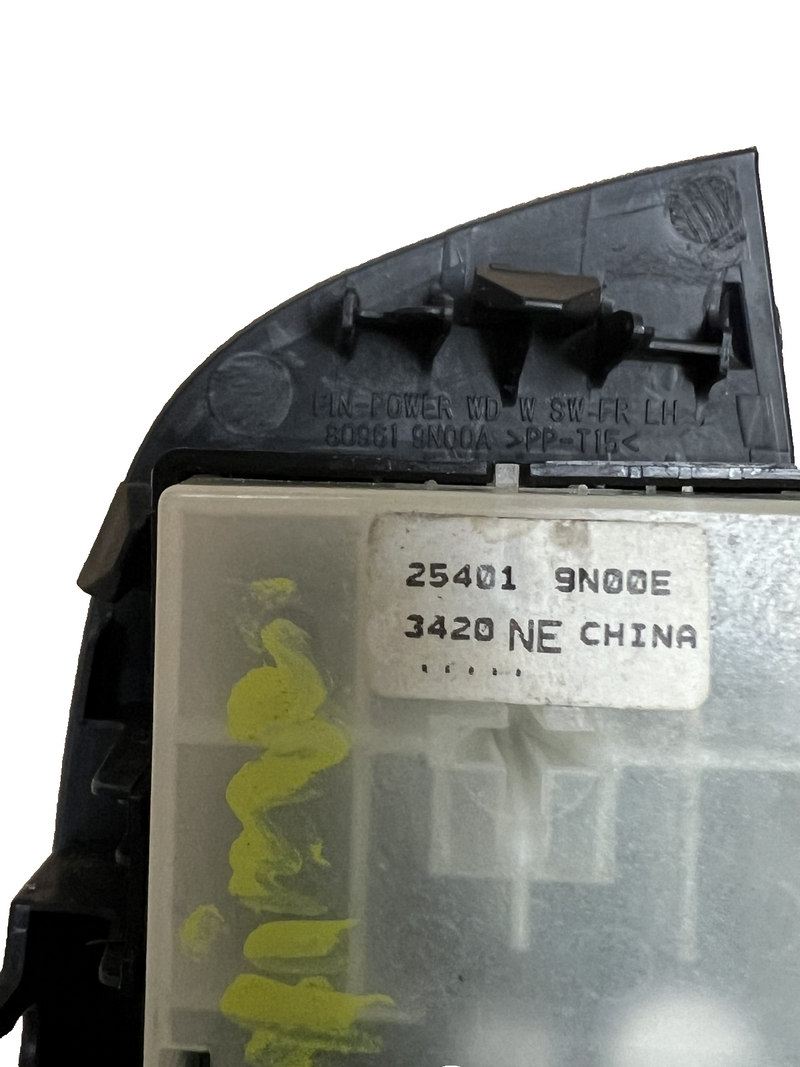 FIN-POWER WD W SW-FR LH
80961 9N00A >PP-T15<
25401 9N00E
3420 NE CHINA